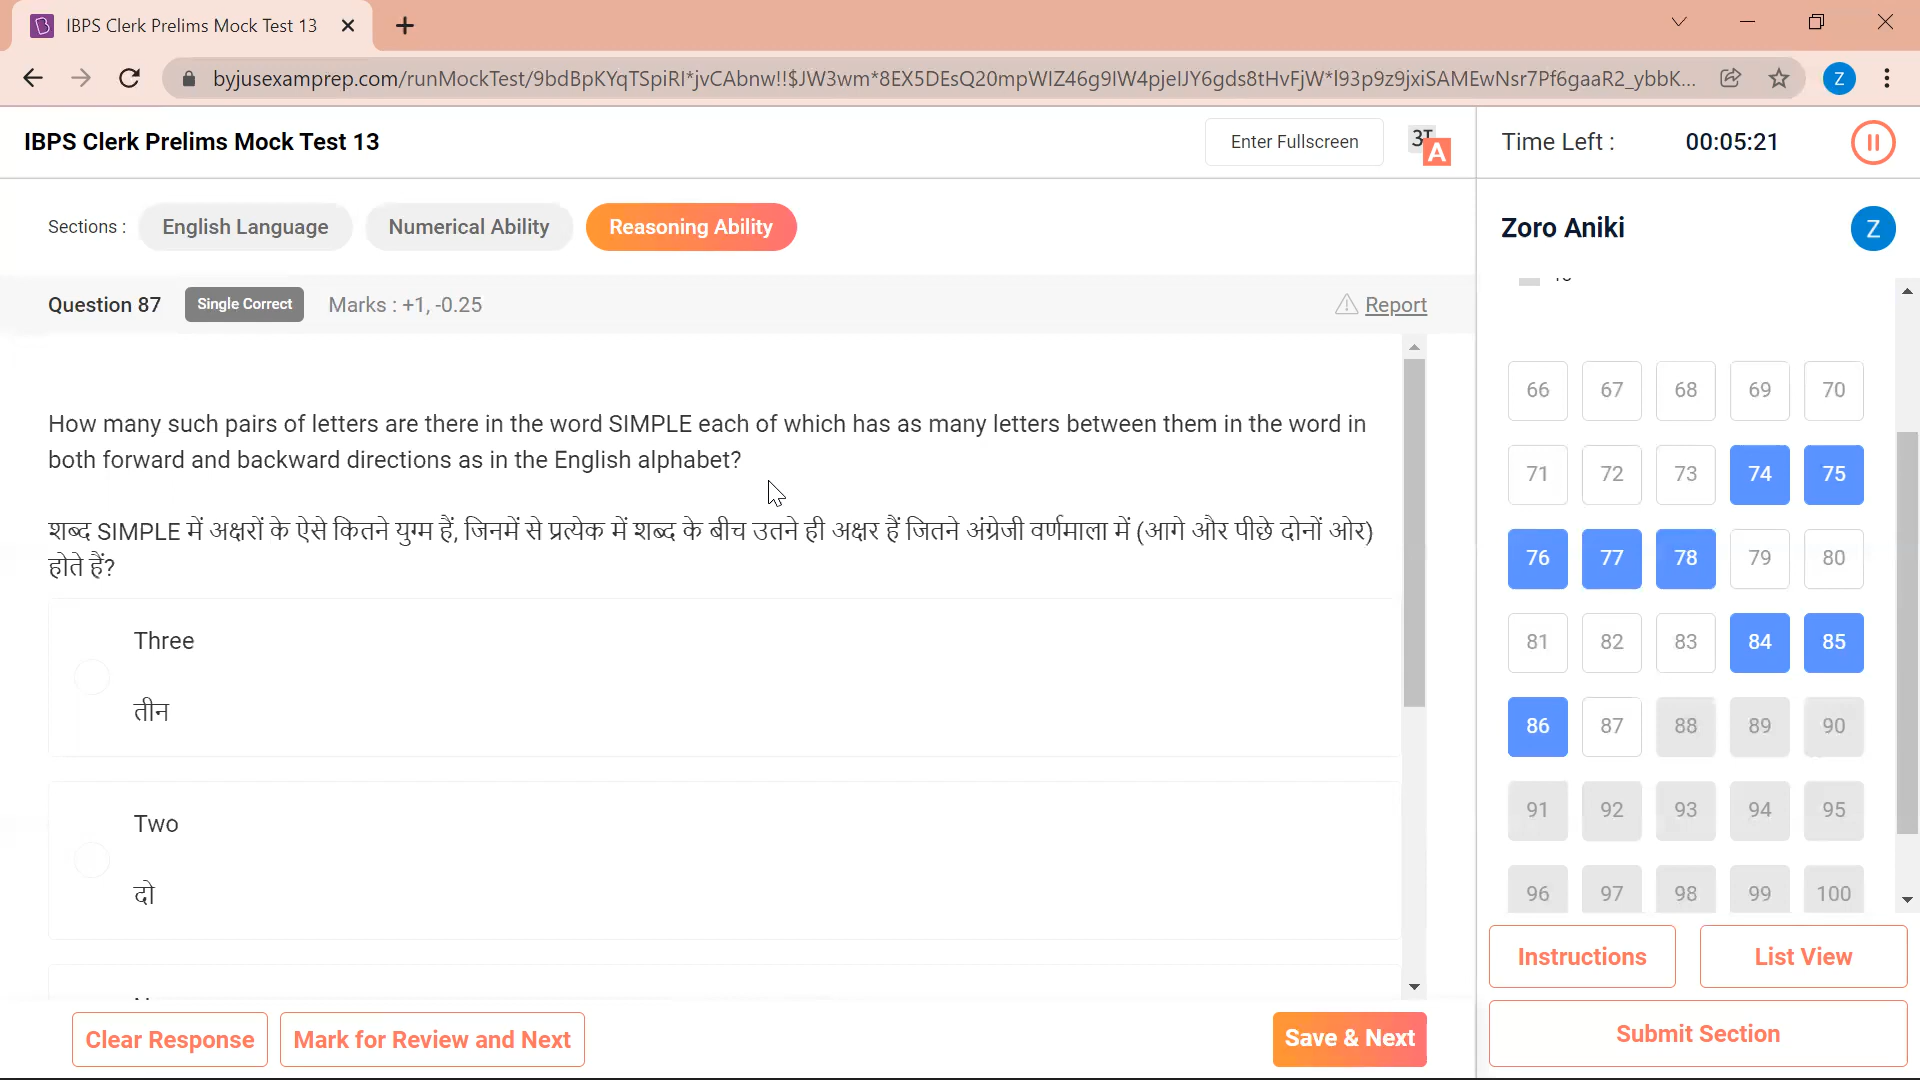 IBPS Clerk Prelims Mock Test 13
byjusexamprep.com/runMockTest/9bdBpKYqTSpiRI*jvCAbnw!!$JW3wm*8EX5DEsQ20mpWIZ46g9IW4pjeIJY6gds8tHvFjW*l93p9z9jxiSAMEwNsr7Pf6gaaR2_ybbK...
Z
IBPS Clerk Prelims Mock Test 13
Enter Fullscreen
A
Time Left :
00:05:21
Sections :
English Language
Numerical Ability
Reasoning Ability
Zoro Aniki
Z
Question 87
Single Correct
Marks : +1, -0.25
Report
How many such pairs of letters are there in the word SIMPLE each of which has as many letters between them in the word in
both forward and backward directions as in the English alphabet?
शब्द SIMPLE में अक्षरों के ऐसे कितने युग्म हैं, जिनमें से प्रत्येक में शब्द के बीच उतने ही अक्षर हैं जितने अंग्रेजी वर्णमाला में (आगे और पीछे दोनों ओर)
होते हैं?
Three
तीन
Two
दो
66 67 68 69 70
71 72 73 74 75
76 77 78 79 80
81 82 83 84 85
86 87 88 89 90
91 92 93 94 95
96 97 98 99 100
Instructions
List View
Clear Response
Mark for Review and Next
Save & Next
Submit Section